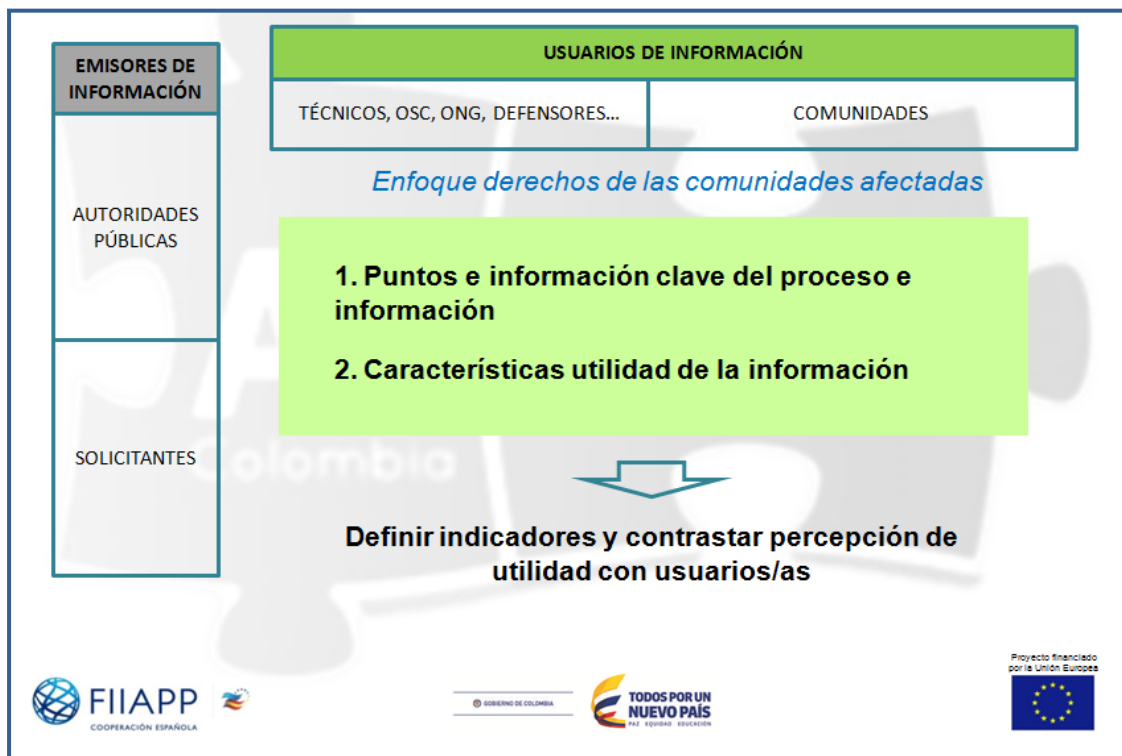 EMISORES DE
INFORMACIÓN
AUTORIDADES
PÚBLICAS
SOLICITANTES
USUARIOS DE INFORMACIÓN
TÉCNICOS, OSC, ONG, DEFENSORES...
COMUNIDADES
Enfoque derechos de las comunidades afectadas
1. Puntos e información clave del proceso e
información
2. Características utilidad de la información
Definir indicadores y contrastar percepción de
utilidad con usuarios/as
Colombia
FIIAPP
COOPERACIÓN ESPAÑOLA
GOBIERNO DE COLOMBIA
TODOS POR UN
NUEVO PAÍS
PAZ EQUIDAD EDUCACIÓN
Proyecto financiado
por la Unión Europea